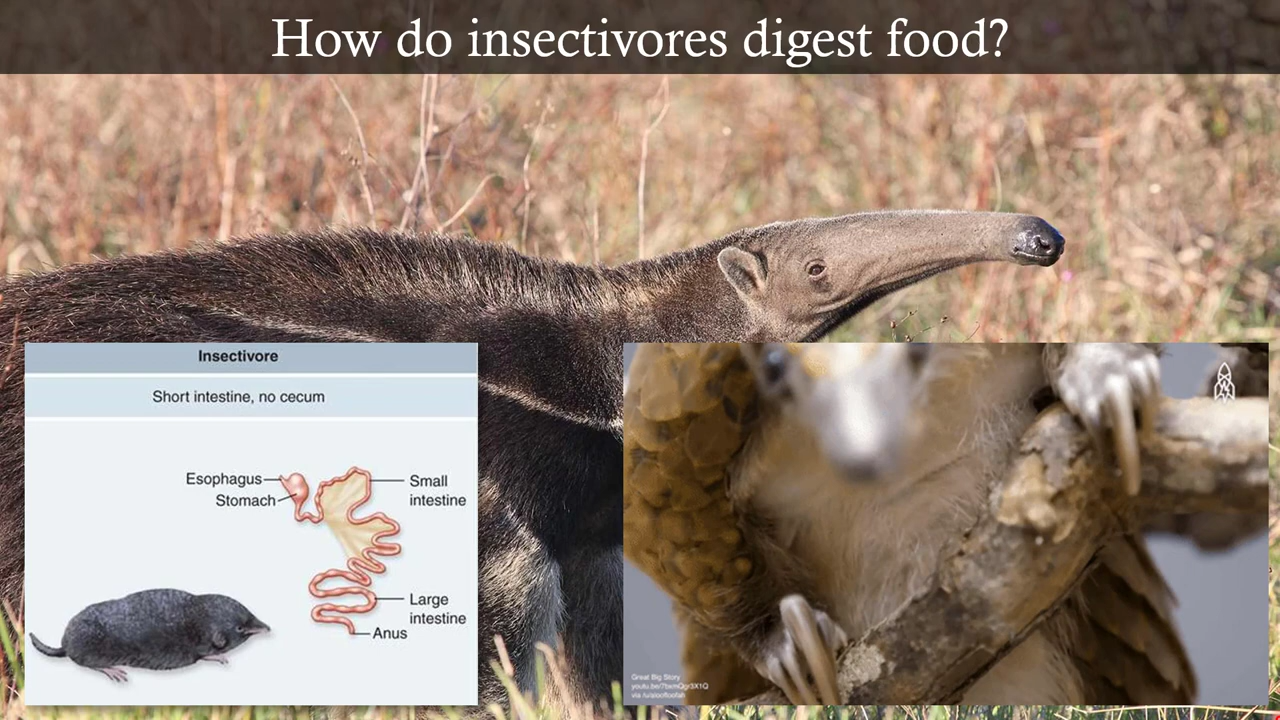 How do insectivores digest food?
Insectivore
Short intestine, no cecum
Esophagus
Stomach
Small
intestine
Large
intestine
Anus
Great Big Story